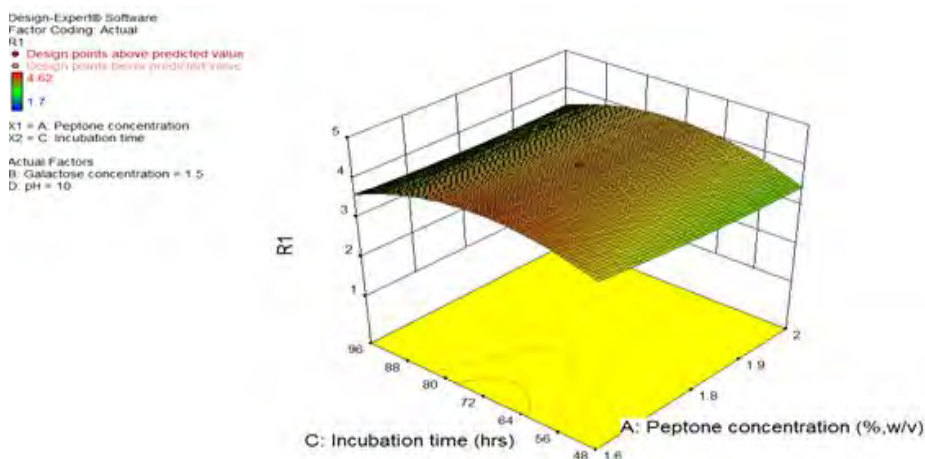 Design-Expert® Software
Factor Coding: Actual
R1
Design points above predicted value
Design points below predicted value
4.62
1.7
X1 = A: Peptone concentration
X2 = C: Incubation time
Actual Factors
B: Galactose concentration = 1.5
D: pH = 10
5
4
3
2
1
R1
96
88
80
72
64
56
48
1.6
1.8
1.9
2
C: Incubation time (hrs)
A: Peptone concentration (%,w/v)